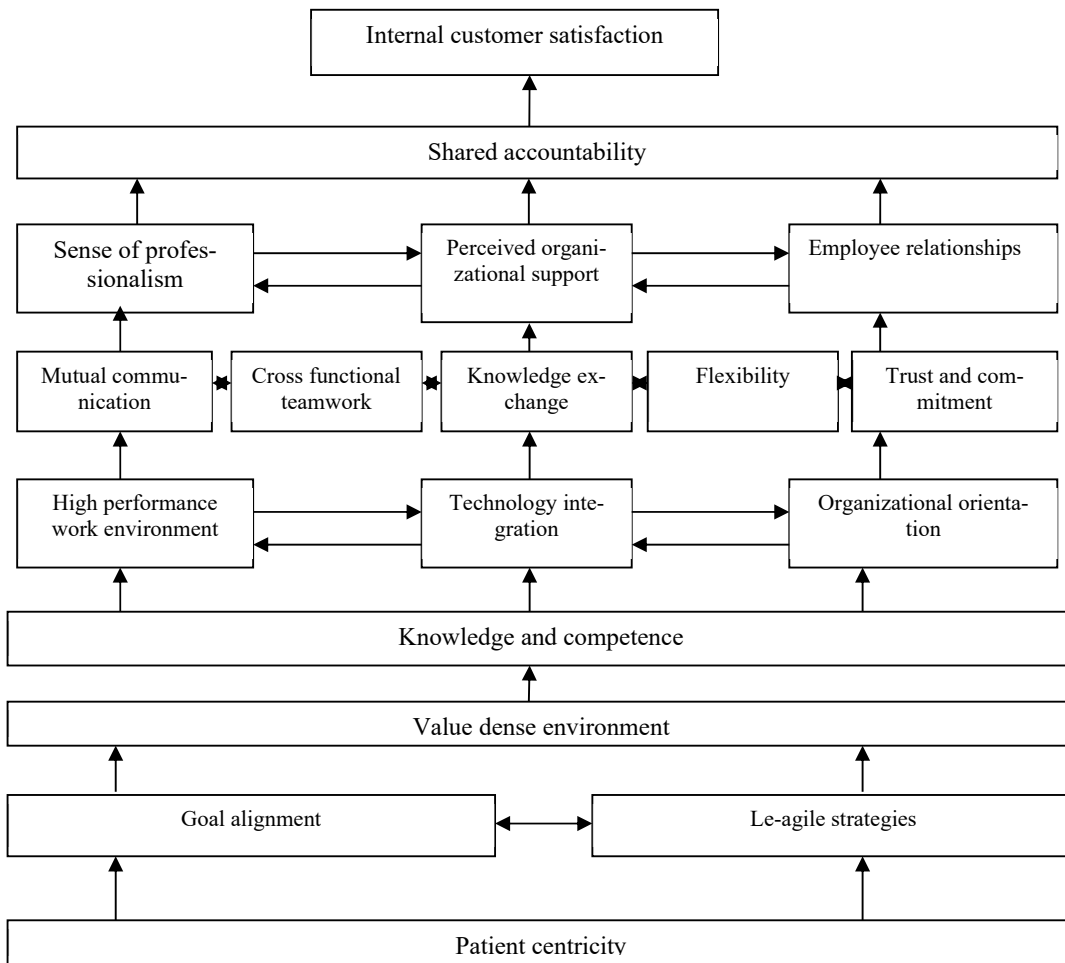 Internal customer satisfaction
Shared accountability
Sense of profes-
sionalism
Perceived organi-
zational support
Employee relationships
Mutual commu-
nication
Cross functional
teamwork
Knowledge ex-
change
Flexibility
Trust and com-
mitment
High performance
work environment
Technology inte-
gration
Organizational orienta-
tion
Knowledge and competence
Value dense environment
Goal alignment
Le-agile strategies
Patient centricity